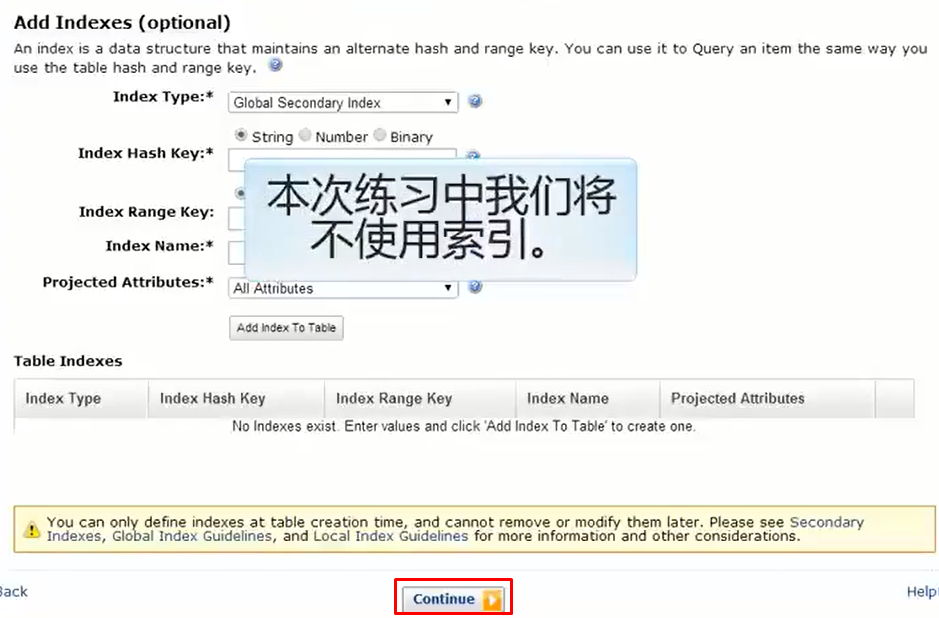 Add Indexes (optional)
An index is a data structure that maintains an alternate hash and range key. You can use it to Query an item the same way you
use the table hash and range key.
Index Type:* Global Secondary Index
String Number Binary
Index Hash Key:*
本次练习中我们将
不使用索引。
Index Range Key:
Index Name:*
Projected Attributes:* All Attributes
Add Index To Table
Table Indexes
Index Type Index Hash Key Index Range Key Index Name Projected Attributes
No Indexes exist. Enter values and click 'Add Index To Table' to create one.
You can only define indexes at table creation time, and cannot remove or modify them later. Please see Secondary
Indexes, Global Index Guidelines, and Local Index Guidelines for more information and other considerations.
Back Continue Help